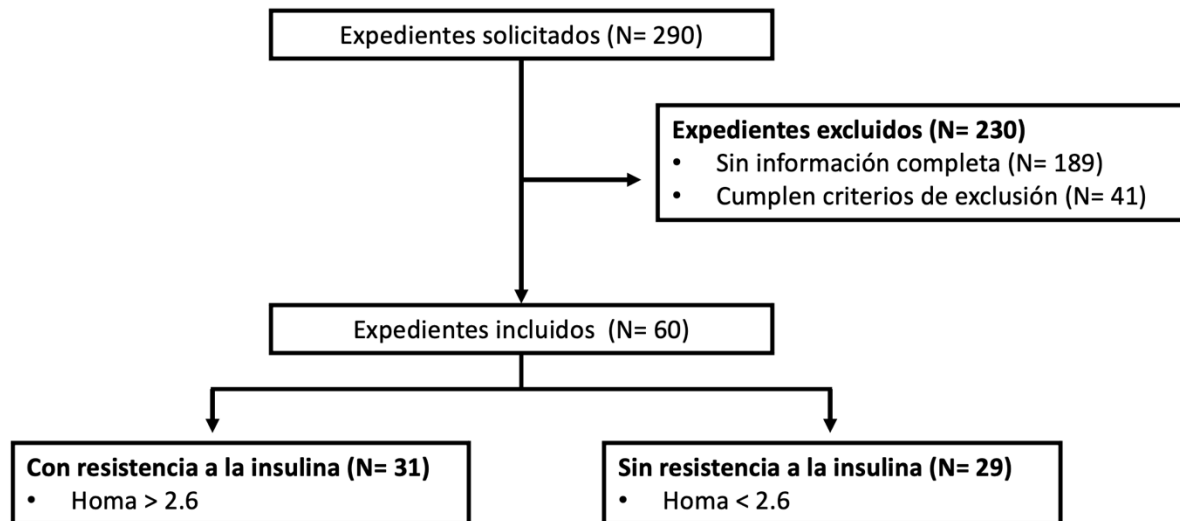 Expedientes solicitados (N= 290)
Expedientes excluidos (N= 230)
• Sin información completa (N= 189)
• Cumplen criterios de exclusión (N= 41)
Expedientes incluidos (N= 60)
Con resistencia a la insulina (N= 31)
• Homa > 2.6
Sin resistencia a la insulina (N= 29)
• Homa < 2.6